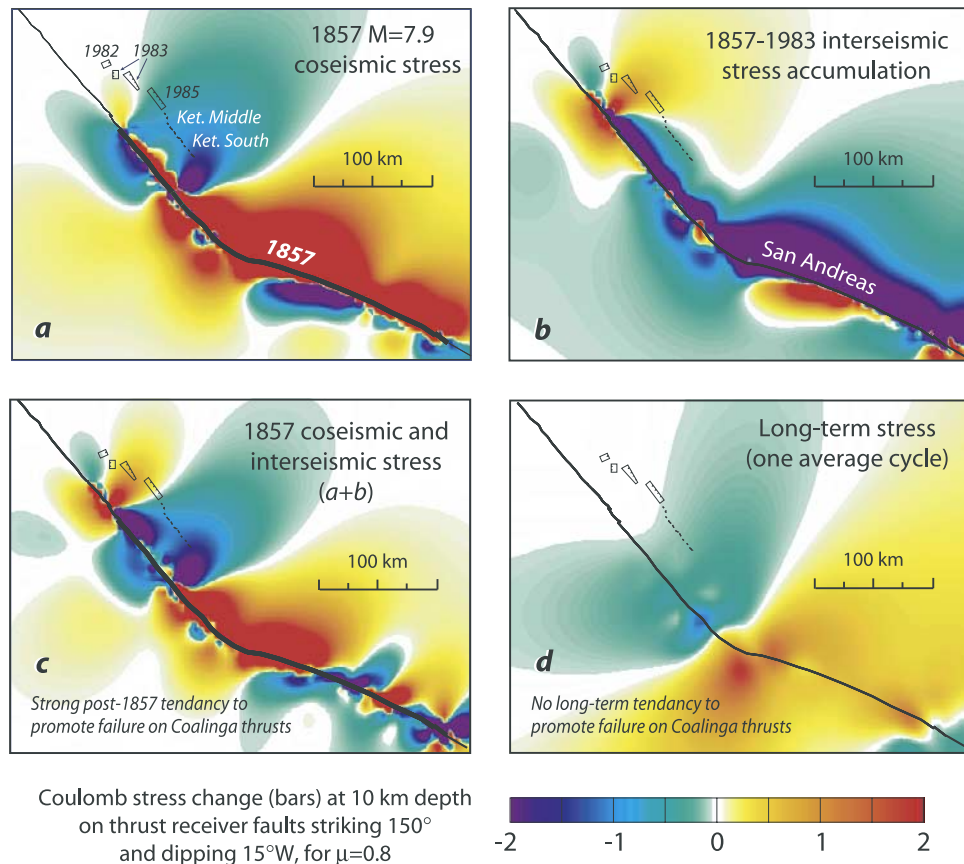 1857 M=7.9
coseismic stress
1982
1983
1985
Ket. Middle
Ket. South
100 km
1857
a
1857-1983 interseismic
stress accumulation
100 km
San Andreas
b
1857 coseismic and
interseismic stress
(a+b)
100 km
c
Strong post-1857 tendancy to
promote failure on Coalinga thrusts
Long-term stress
(one average cycle)
100 km
d
No long-term tendancy to
promote failure on Coalinga thrusts
Coulomb stress change (bars) at 10 km depth
on thrust receiver faults striking 150°
and dipping 15°W, for μ=0.8
-2 -1 0 1 2